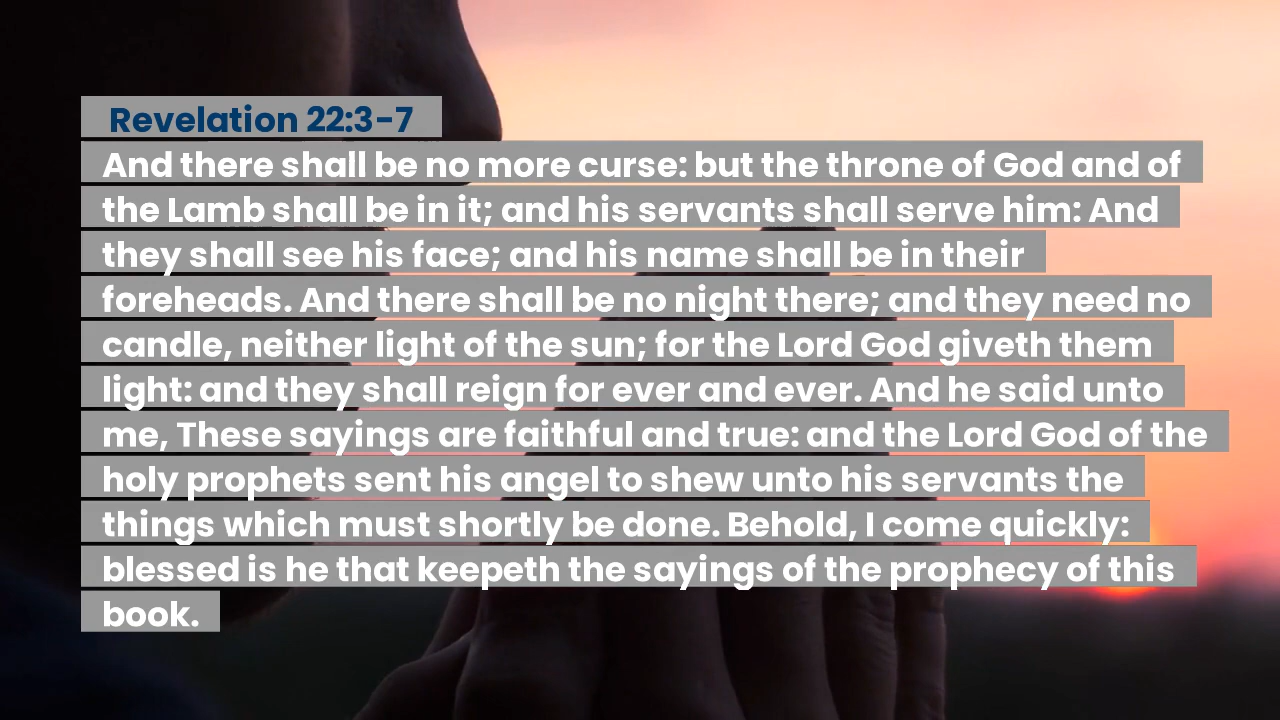 Revelation 22:3-7
And there shall be no more curse: but the throne of God and of
the Lamb shall be in it; and his servants shall serve him: And
they shall see his face; and his name shall be in their
foreheads. And there shall be no night there; and they need no
candle, neither light of the sun; for the Lord God giveth them
light: and they shall reign for ever and ever. And he said unto
me, These sayings are faithful and true: and the Lord God of the
holy prophets sent his angel to shew unto his servants the
things which must shortly be done. Behold, I come quickly:
blessed is he that keepeth the sayings of the prophecy of this
book.